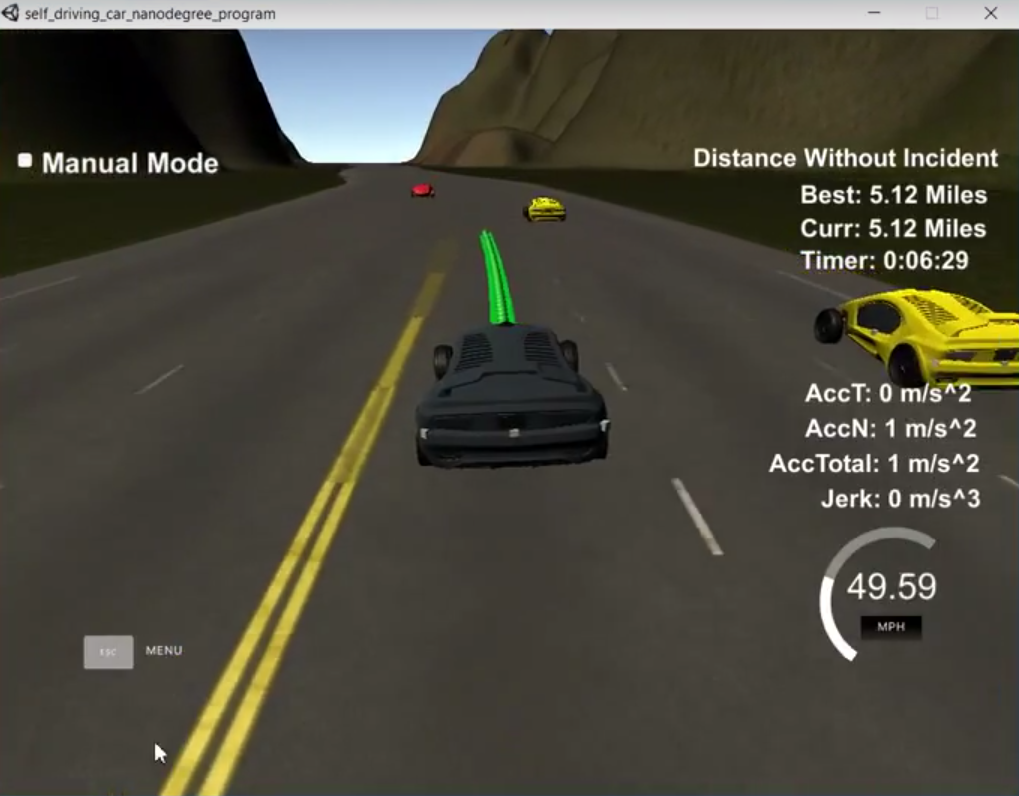 self_driving_car_nanodegree_program
Manual Mode
Distance Without Incident
Best: 5.12 Miles
Curr: 5.12 Miles
Timer: 0:06:29
AccT: 0 m/s^2
AccN: 1 m/s^2
AccTotal: 1 m/s^2
Jerk: 0 m/s^3
49.59
MPH
ESC MENU